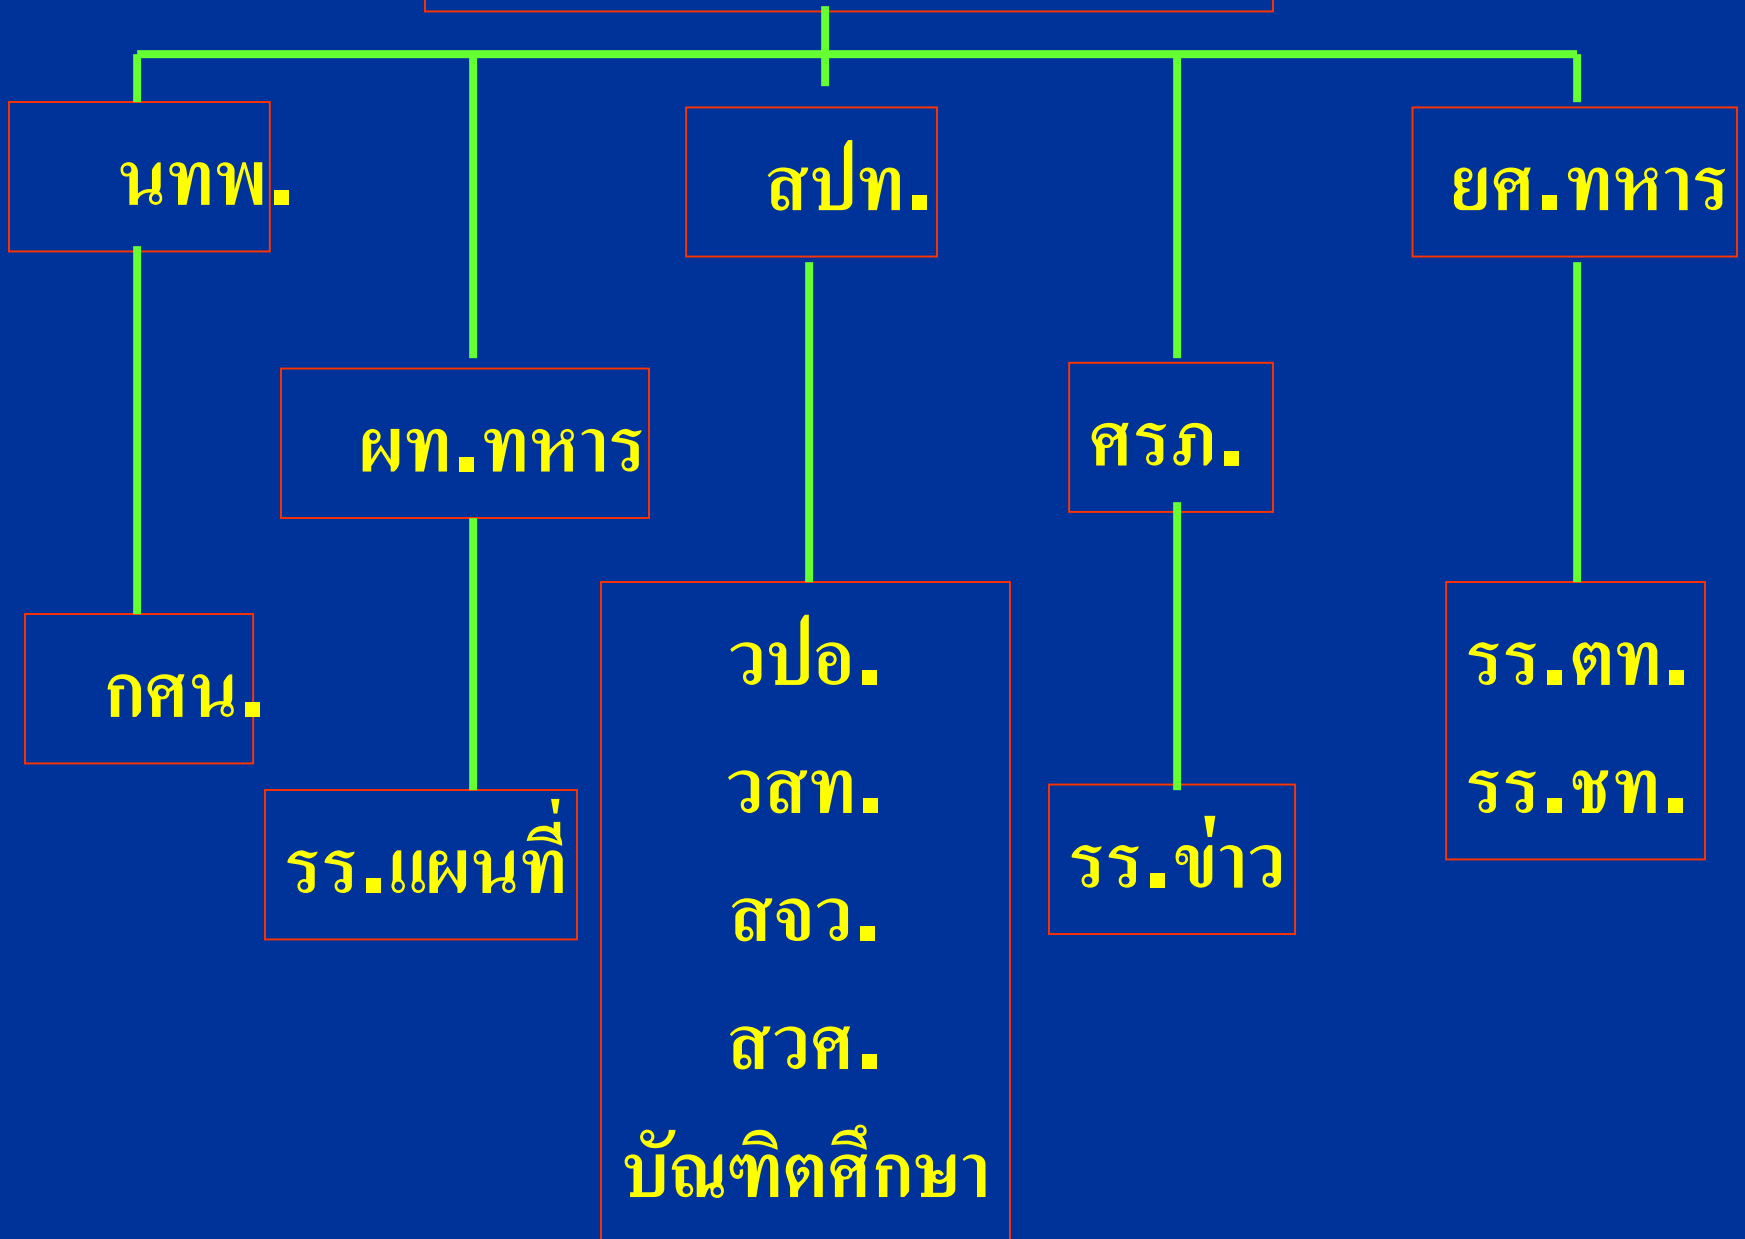 นทพ.
สปท.
ยศ.ทหาร
ผท.ทหาร
ศรภ.
กศน.
รร.แผนที่
วปอ.
วสท.
สจว.
สวศ.
บัณฑิตศึกษา
รร.ข่าว
รร.ตท.
รร.ชท.